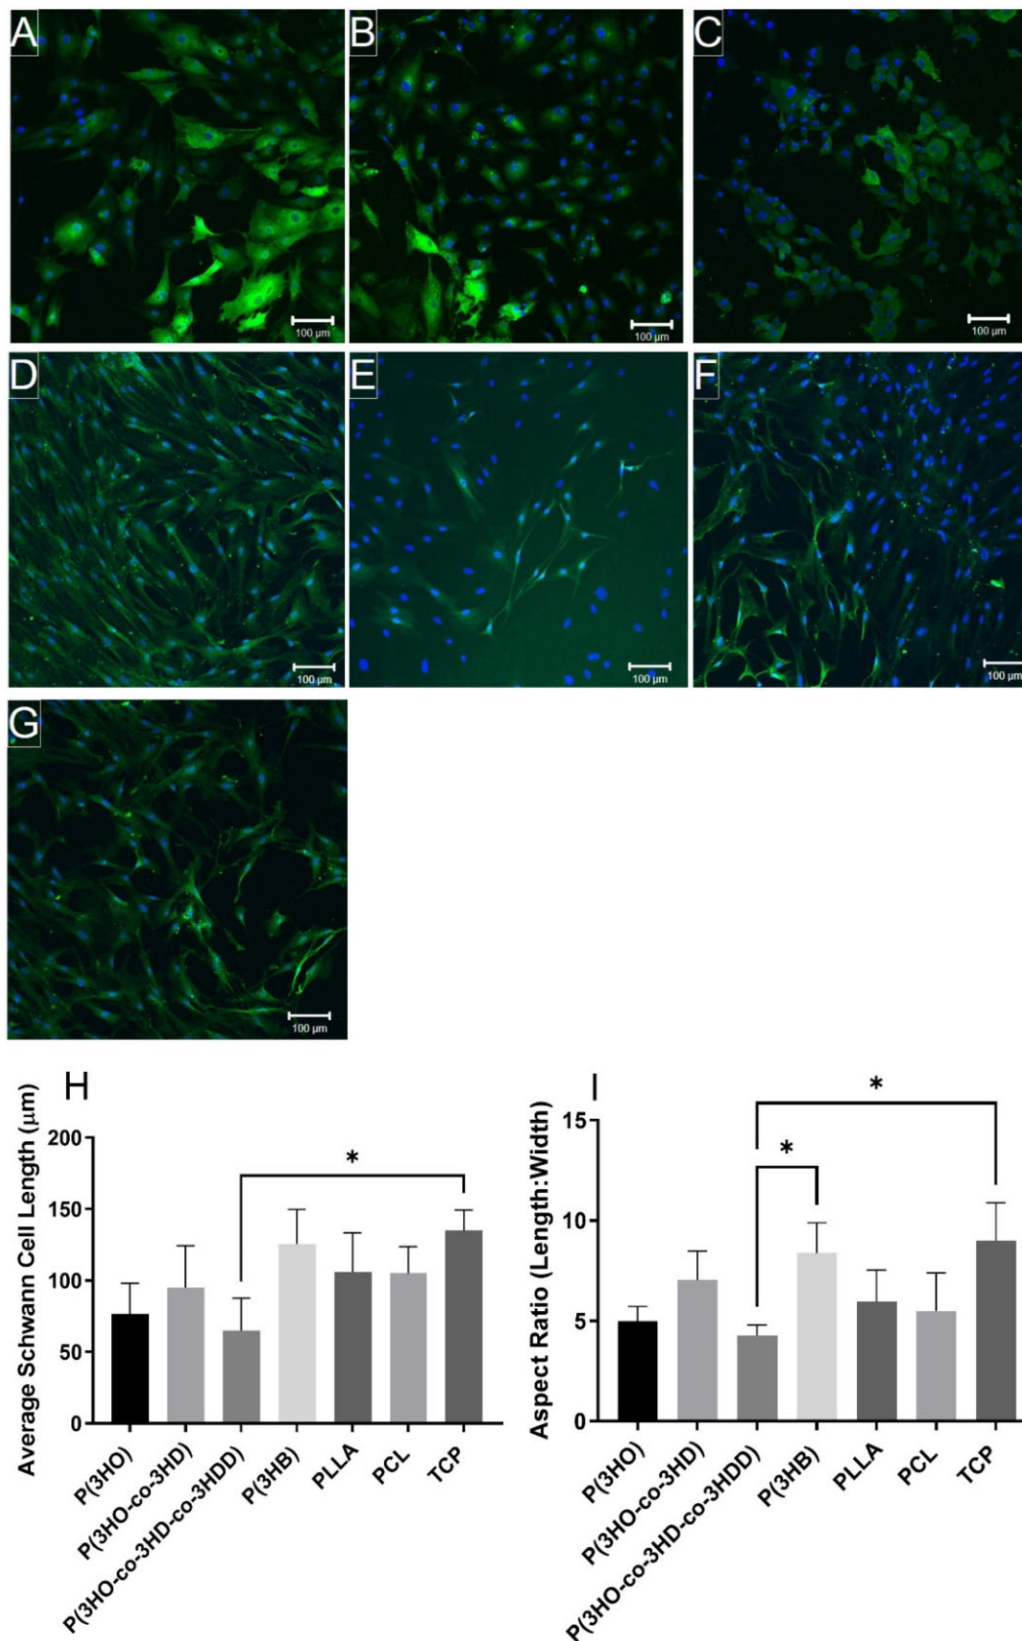 A
B
C
100 µm
100 µm
100 µm
D
E
F
100 µm
100 µm
100 µm
G
100 µm
H
Average Schwann Cell Length (µm)
200
150
100
50
0
*
P(3HO)
P(3HO-co-3HD)
P(3HO-co-3HD-co-3HDD)
P(3HB)
PLLA
PCL
TCP
I
Aspect Ratio (Length:Width)
15
10
5
0
*
*
P(3HO)
P(3HO-co-3HD)
P(3HO-co-3HD-co-3HDD)
P(3HB)
PLLA
PCL
TCP